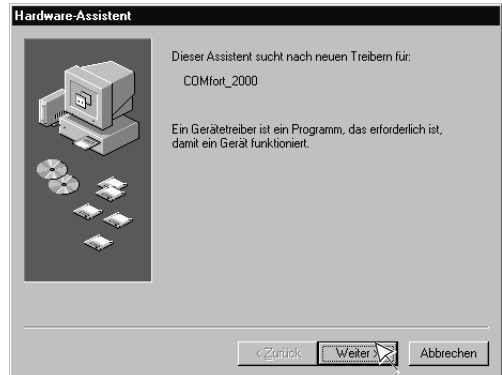 Hardware-Assistent
Dieser Assistent sucht nach neuen Treibern für:
COMfort_2000
Ein Gerätetreiber ist ein Programm, das erforderlich ist,
damit ein Gerät funktioniert.
< Zurück Weiter > Abbrechen